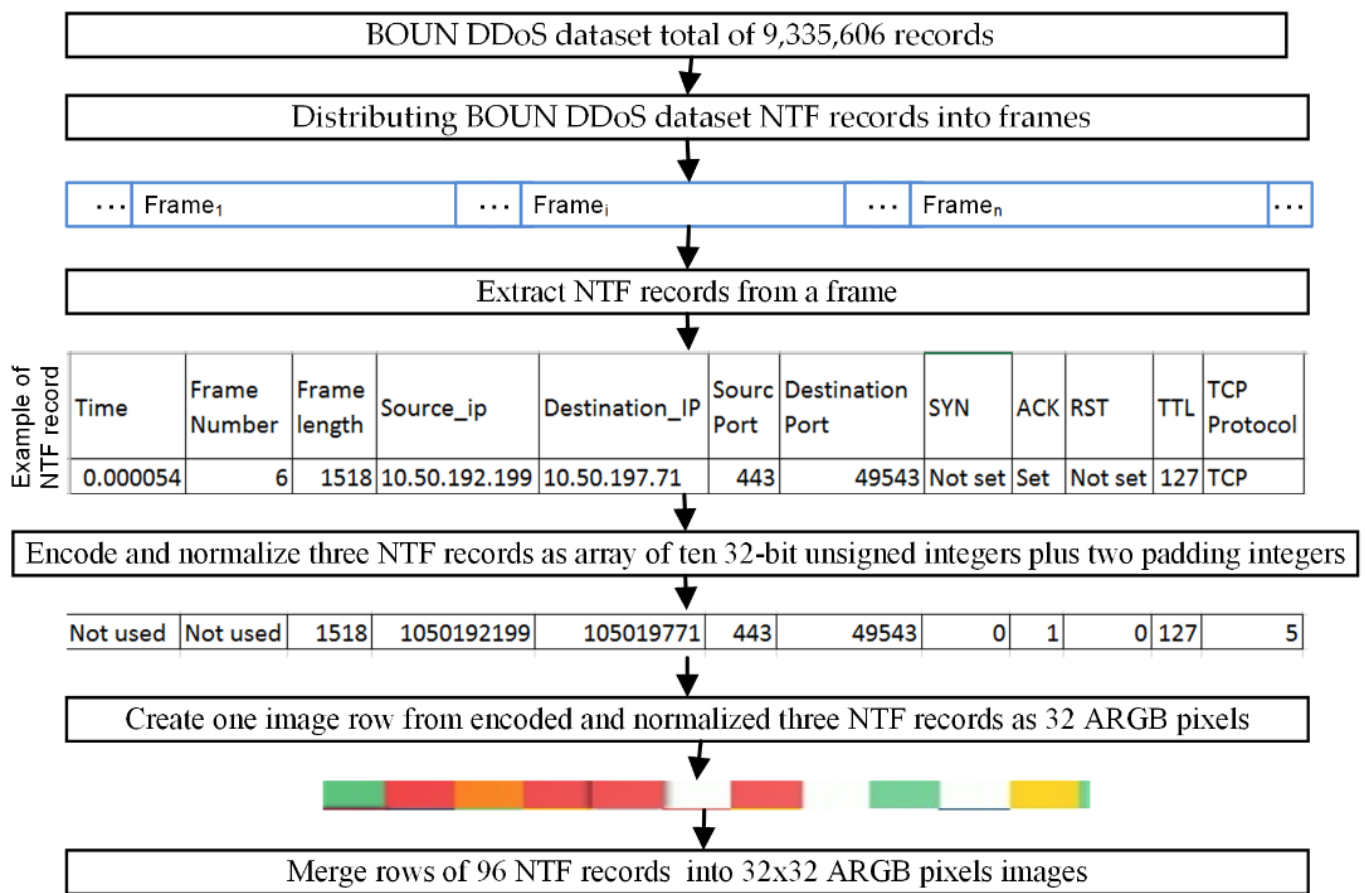 BOUN DDoS dataset total of 9,335,606 records
Distributing BOUN DDoS dataset NTF records into frames
... Frame₁ ... Frameᵢ ... Frameₙ ...
Extract NTF records from a frame
Example of
NTF record
Time Frame Number Frame length Source_ip Destination_IP Sourc Port Destination Port SYN ACK RST TTL TCP Protocol
0.000054 6 1518 10.50.192.199 10.50.197.71 443 49543 Not set Set Not set 127 TCP
Encode and normalize three NTF records as array of ten 32-bit unsigned integers plus two padding integers
Not used Not used 1518 1050192199 105019771 443 49543 0 1 0 127 5
Create one image row from encoded and normalized three NTF records as 32 ARGB pixels
Merge rows of 96 NTF records into 32x32 ARGB pixels images